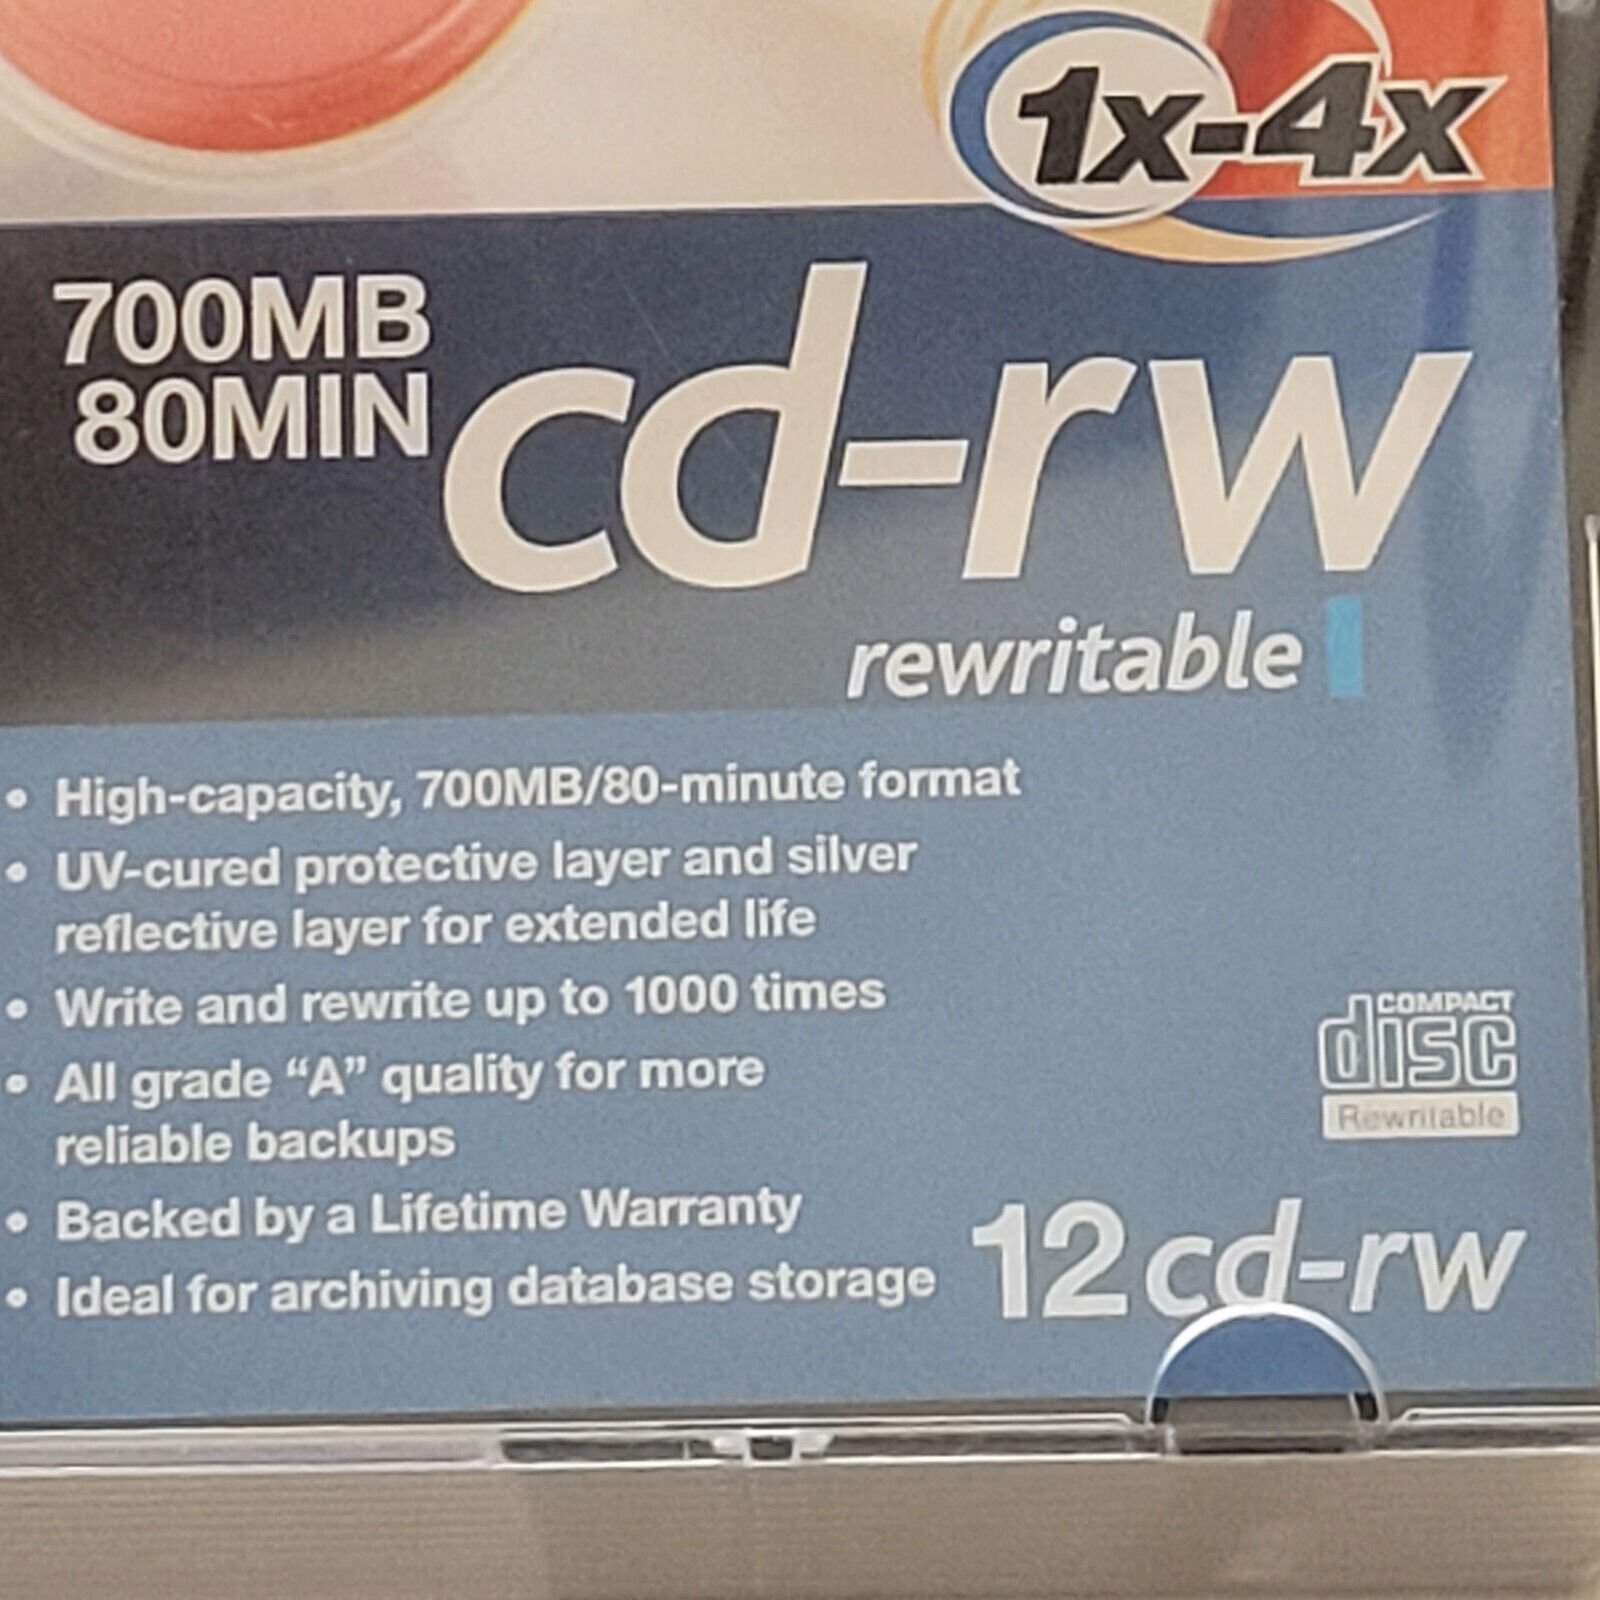 1x-4x
700MB
80MIN
cd-rw
rewritable
• High-capacity, 700MB/80-minute format
• UV-cured protective layer and silver
reflective layer for extended life
• Write and rewrite up to 1000 times
• All grade “A” quality for more
reliable backups
• Backed by a Lifetime Warranty
• Ideal for archiving database storage
COMPACT
disc
Rewritable
12 cd-rw